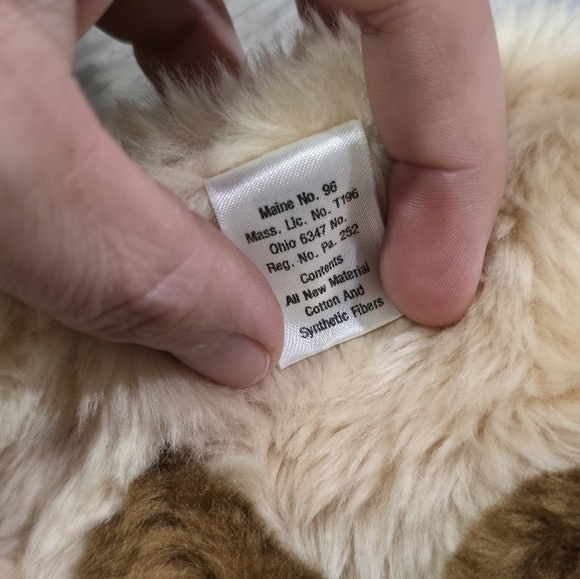 Maine No. 96
Mass. Lic. No. T196
Ohio 6347 No.
Reg. No. Pa. 252
Contents
All New Material
Cotton And
Synthetic Fibers